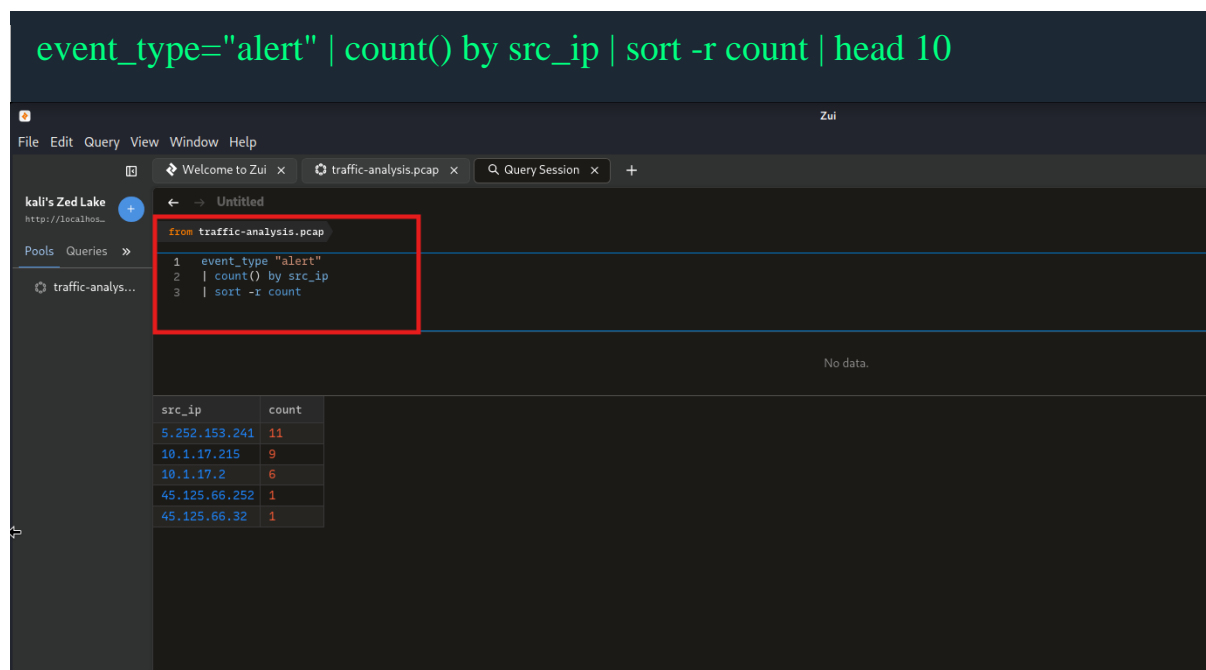 event_type="alert" | count() by src_ip | sort -r count | head 10
Zui
File Edit Query View Window Help
Welcome to Zui × traffic-analysis.pcap × Query Session × +
kali's Zed Lake +
http://localhos…
← → Untitled
from traffic-analysis.pcap
Pools Queries »
traffic-analys...
1 event_type "alert"
2 | count() by src_ip
3 | sort -r count
No data.
src_ip count
5.252.153.241 11
10.1.17.215 9
10.1.17.2 6
45.125.66.252 1
45.125.66.32 1